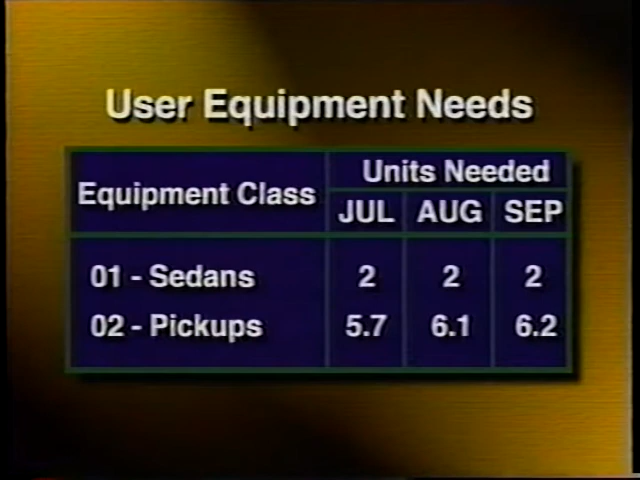 User Equipment Needs
Equipment Class
Units Needed
JUL AUG SEP
01 - Sedans 2 2 2
02 - Pickups 5.7 6.1 6.2